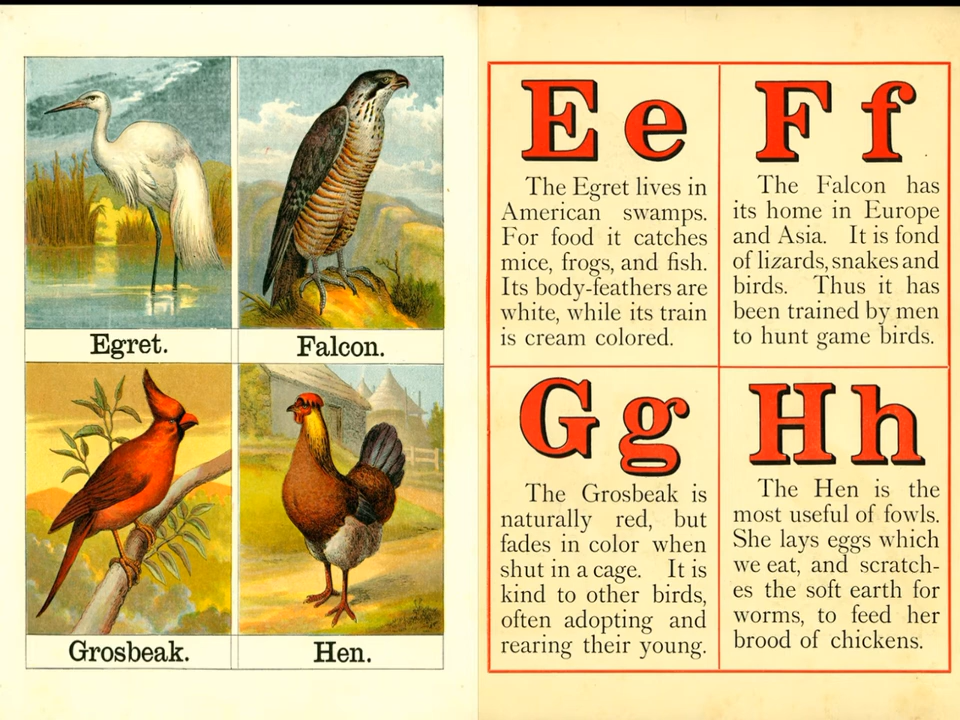 Egret.
Falcon.
Grosbeak.
Hen.
E e
The Egret lives in
American swamps.
For food it catches
mice, frogs, and fish.
Its body-feathers are
white, while its train
is cream colored.
F f
The Falcon has
its home in Europe
and Asia. It is fond
of lizards, snakes and
birds. Thus it has
been trained by men
to hunt game birds.
G g
The Grosbeak is
naturally red, but
fades in color when
shut in a cage. It is
kind to other birds,
often adopting and
rearing their young.
H h
The Hen is the
most useful of fowls.
She lays eggs which
we eat, and scratch-
es the soft earth for
worms, to feed her
brood of chickens.